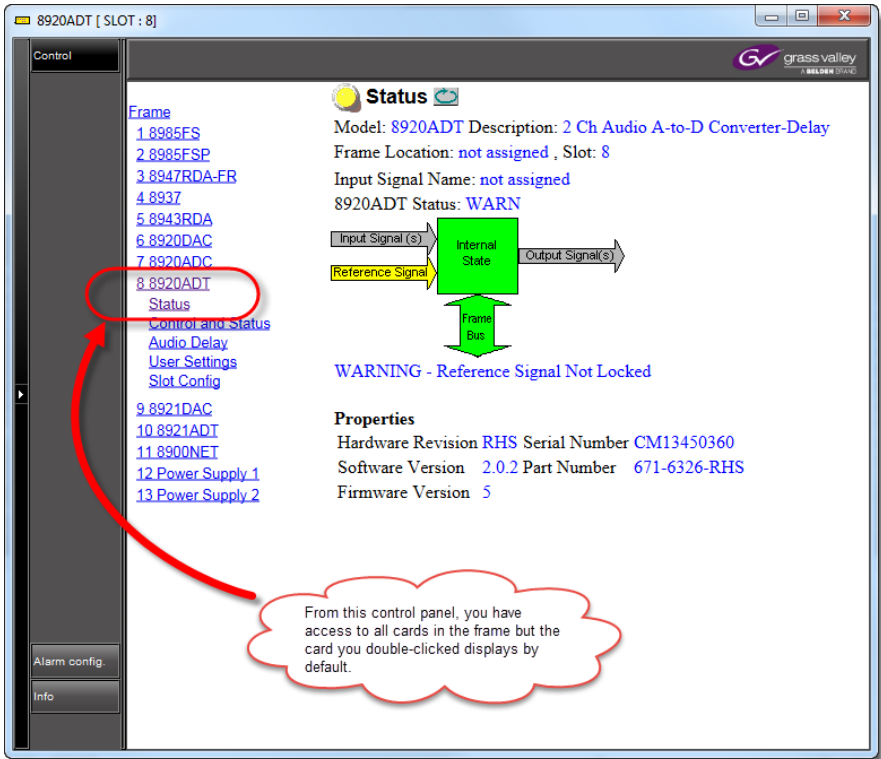 8920ADT [ SLOT : 8]
Control
grass valley
A BELDEN BRAND
Frame
1 8985FS
2 8985FSP
3 8947RDA-FR
4 8937
5 8943RDA
6 8920DAC
7 8920ADC
8 8920ADT
Status
Control and Status
Audio Delay
User Settings
Slot Config
9 8921DAC
10 8921ADT
11 8900NET
12 Power Supply 1
13 Power Supply 2
Status
Model: 8920ADT Description: 2 Ch Audio A-to-D Converter-Delay
Frame Location: not assigned , Slot: 8
Input Signal Name: not assigned
8920ADT Status: WARN
Input Signal (s)
Reference Signal
Internal
State
Output Signal(s)
Frame
Bus
WARNING - Reference Signal Not Locked
Properties
Hardware Revision RHS Serial Number CM13450360
Software Version 2.0.2 Part Number 671-6326-RHS
Firmware Version 5
From this control panel, you have
access to all cards in the frame but the
card you double-clicked displays by
default.
Alarm config.
Info